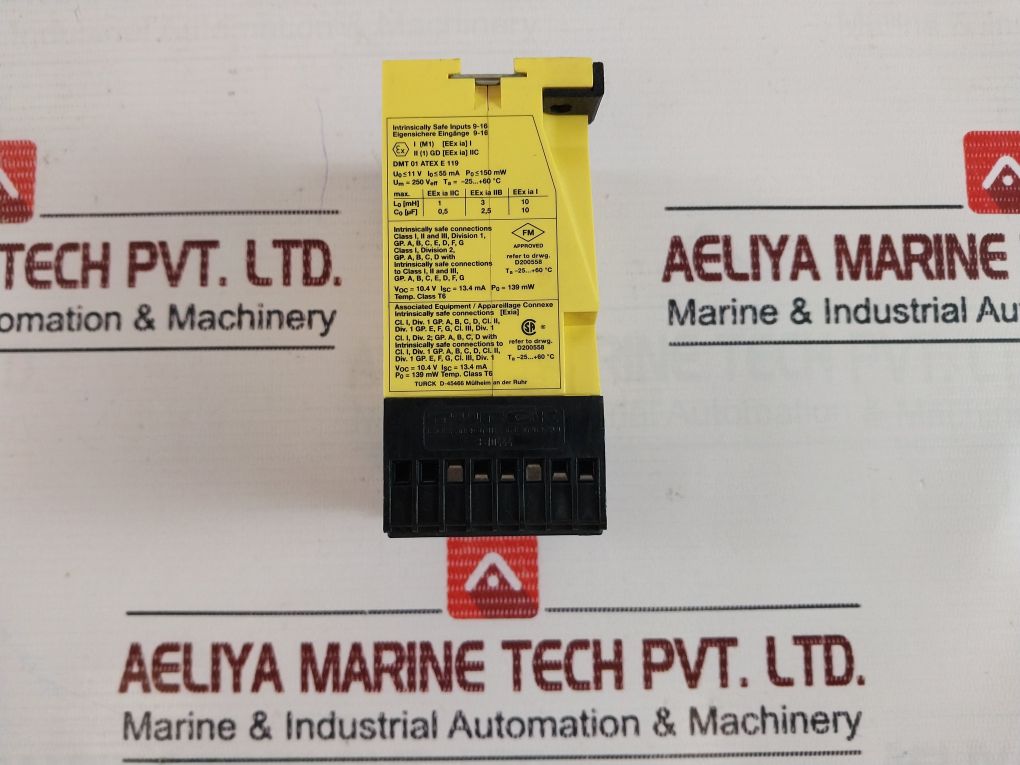 Intrinsically Safe Inputs 9-16
Eigensichere Eingänge 9-16
Ex I (M1) [EEx ia] I
II (1) GD [EEx ia] IIC
DMT 01 ATEX E 119
U₀≤11 V I₀≤55 mA P₀≤150 mW
Uₘ = 250 Veff Ta = –25...+60 °C
max. EEx ia IIC EEx ia IIB EEx ia I
L₀ [mH] 1 3 10
C₀ [µF] 0,5 2,5 10
Intrinsically safe connections
Class I, II and III, Division 1,
GP. A, B, C, E, D, F, G
Class I, Division 2,
GP. A, B, C, D with
Intrinsically safe connections
to Class I, II and III,
GP. A, B, C, E, D, F, G
FM
APPROVED
refer to drwg.
D200558
Ta –25...+60 °C
VOC = 10.4 V ISC = 13.4 mA P₀ = 139 mW
Temp. Class T6
Associated Equipment / Appareillage Connexe
Intrinsically safe connections [Exia]
Cl. I, Div. 1 GP. A, B, C, D, Cl. II,
Div. 1 GP. E, F, G, Cl. III, Div. 1
Cl. I, Div. 2; GP. A, B, C, D with
Intrinsically safe connections to
Cl. I, Div. 1 GP. A, B, C, D, Cl. II,
Div. 1 GP. E, F, G, Cl. III, Div. 1
refer to drwg.
D200558
Ta –25...+60 °C
VOC = 10.4 V ISC = 13.4 mA
P₀ = 139 mW Temp. Class T6
TURCK D-45466 Mülheim an der Ruhr
TECH PVT. LTD.
omation & Machinery
AELIYA MARINE
Marine & Industrial Au
AELIYA MARINE TECH PVT. LTD.
Marine & Industrial Automation & Machinery